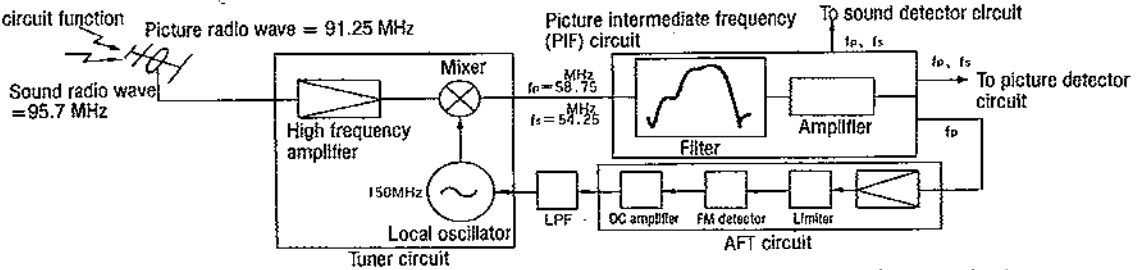 circuit function
Picture radio wave = 91.25 MHz
Sound radio wave
=95.7 MHz
High frequency
amplifier
Mixer
150MHz
Local oscillator
Tuner circuit
MHz
fp=58.75
MHz
fs=54.25
Picture intermediate frequency
(PIF) circuit
Filter
Amplifier
To sound detector circuit
fp, fs
fp, fs
To picture detector
circuit
fp
LPF
DC amplifier
FM detector
Limiter
AFT circuit